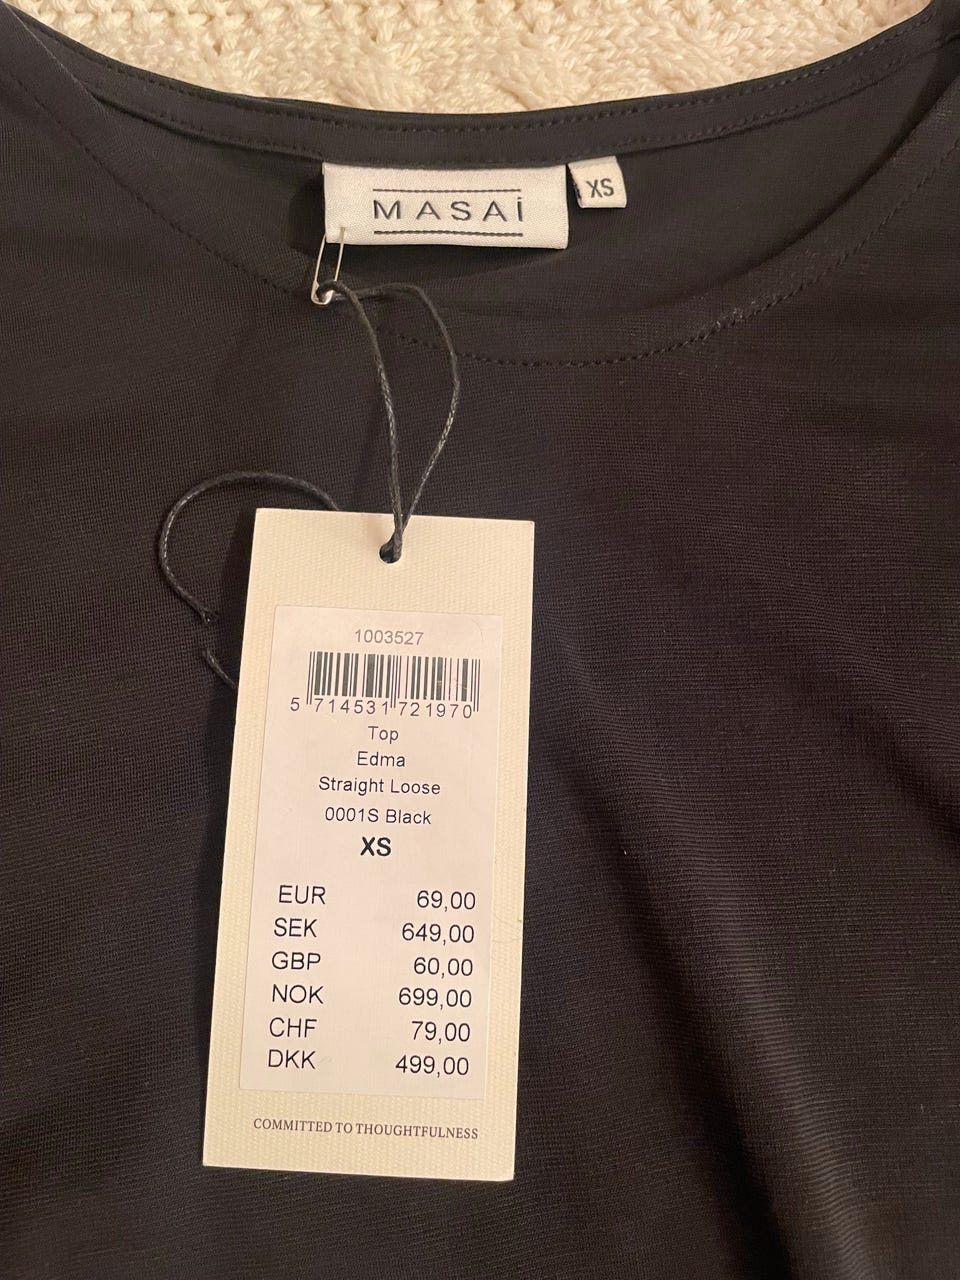 MASAI
XS
1003527
5 714531 721970
Top
Edma
Straight Loose
0001S Black
XS
EUR 69,00
SEK 649,00
GBP 60,00
NOK 699,00
CHF 79,00
DKK 499,00
COMMITTED TO THOUGHTFULNESS